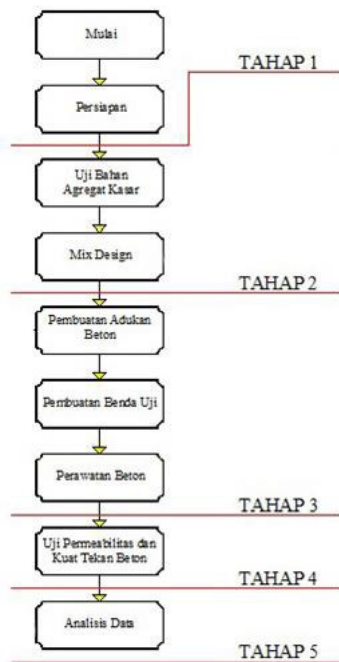 Mulai
TAHAP 1
Persiapan
Uji Bahan
Agregat Kasar
Mix Design
TAHAP 2
Pembuatan Adukan
Beton
Pembuatan Benda Uji
Perawatan Beton
TAHAP 3
Uji Permeabilitas dan
Kuat Tekan Beton
TAHAP 4
Analisis Data
TAHAP 5